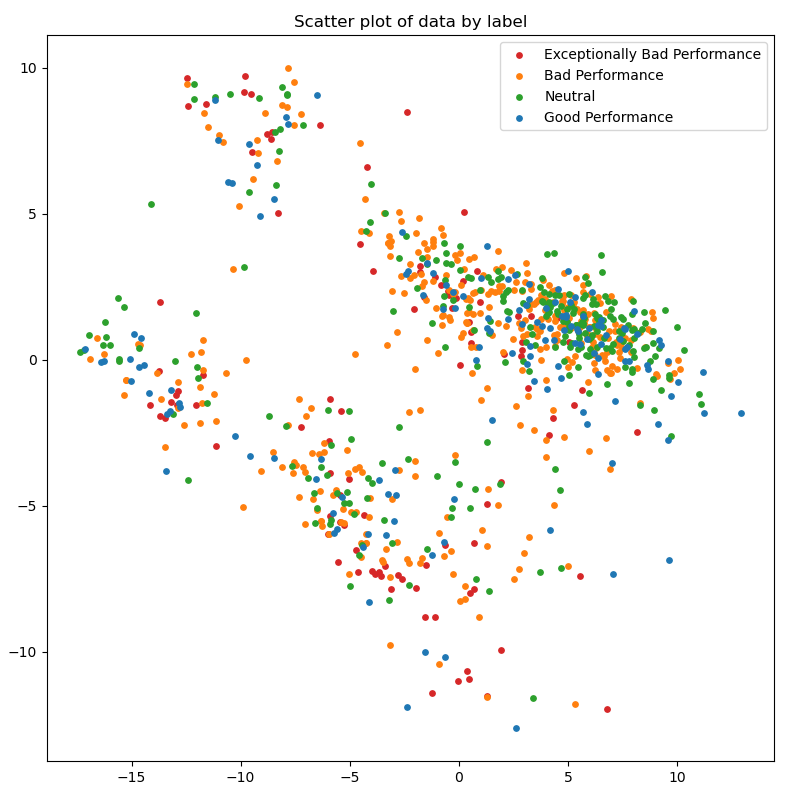 Scatter plot of data by label
Exceptionally Bad Performance
Bad Performance
Neutral
Good Performance
10
5
0
−5
−10
−15 −10 −5 0 5 10